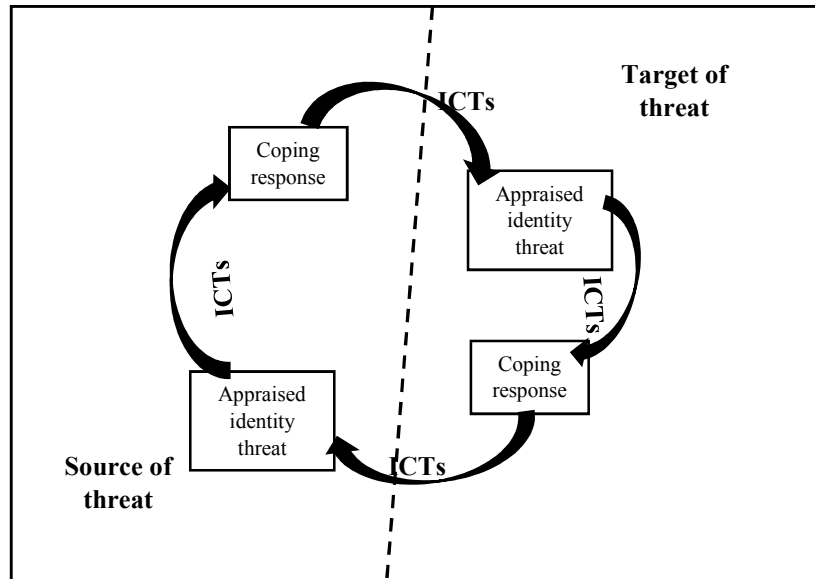 Target of
threat
ICTs
Coping
response
Appraised
identity
threat
ICTs
ICTs
Coping
response
Appraised
identity
threat
ICTs
Source of
threat